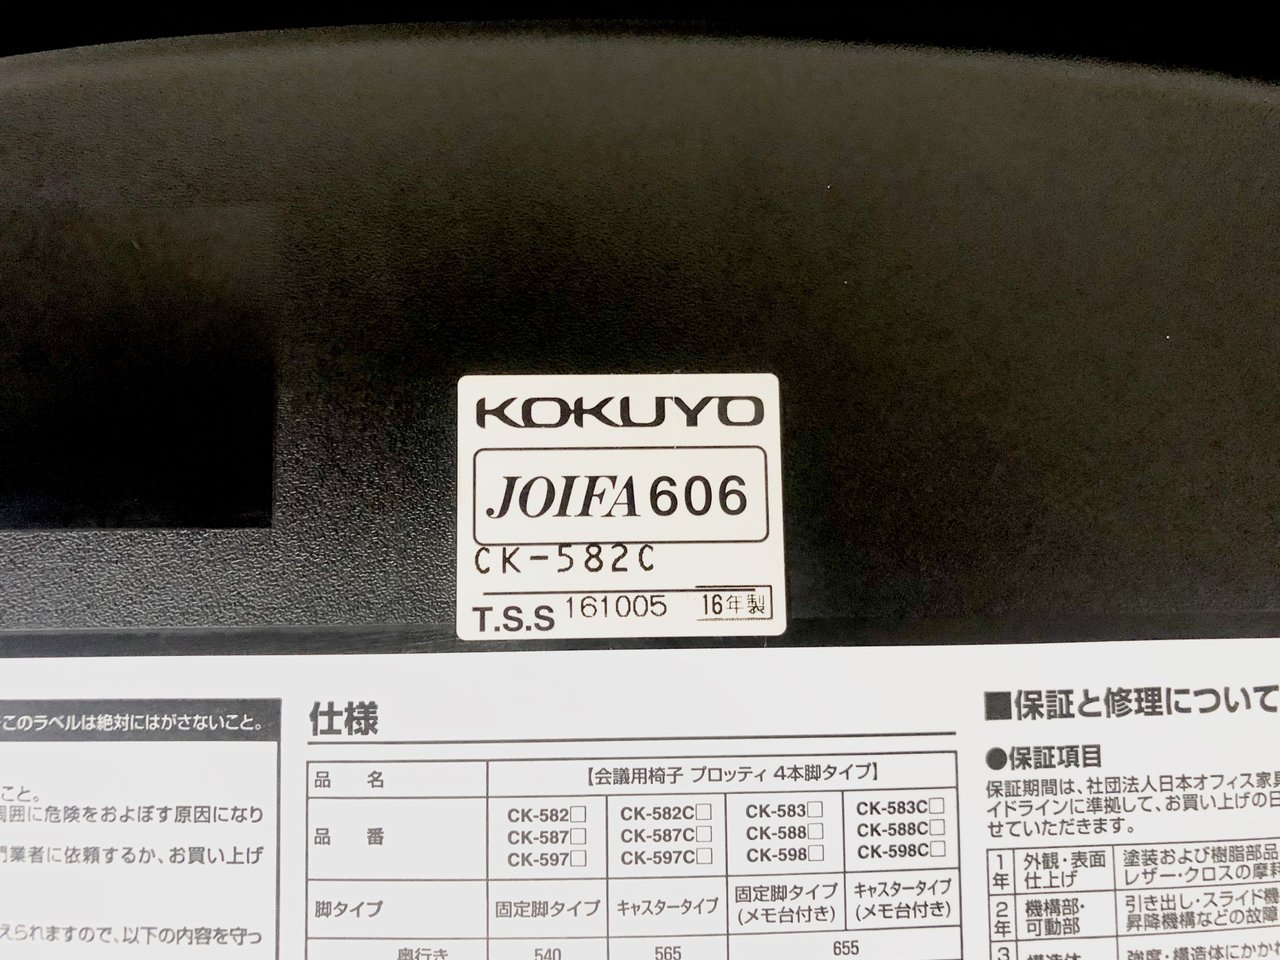 KOKUYO
JOIFA606
CK-582C
T.S.S 161005 16年製
このラベルは絶対にはがさないこと。
こと。
周囲に危険をおよぼす原因になり
門業者に依頼するか、お買い上げ
えられますので、以下の内容を守っ
仕様
品名 【会議用椅子 プロッティ 4本脚タイプ】
品番 CK-582□ CK-582C□ CK-583□ CK-583C□
CK-587□ CK-587C□ CK-588□ CK-588C□
CK-597□ CK-597C□ CK-598□ CK-598C□
脚タイプ 固定脚タイプ キャスタータイプ 固定脚タイプ(メモ台付き) キャスタータイプ(メモ台付き)
奥行き 540 565 655
■保証と修理について
●保証項目
保証期間は、社団法人日本オフィス家具
イドラインに準拠して、お買い上げの日
せていただきます。
1年 外観・表面仕上げ 塗装および樹脂部品
レザー・クロスの摩耗
2年 機構部・可動部 引き出し・スライド機
昇降機構などの故障
3 構造体 強度・構造体にかかわ